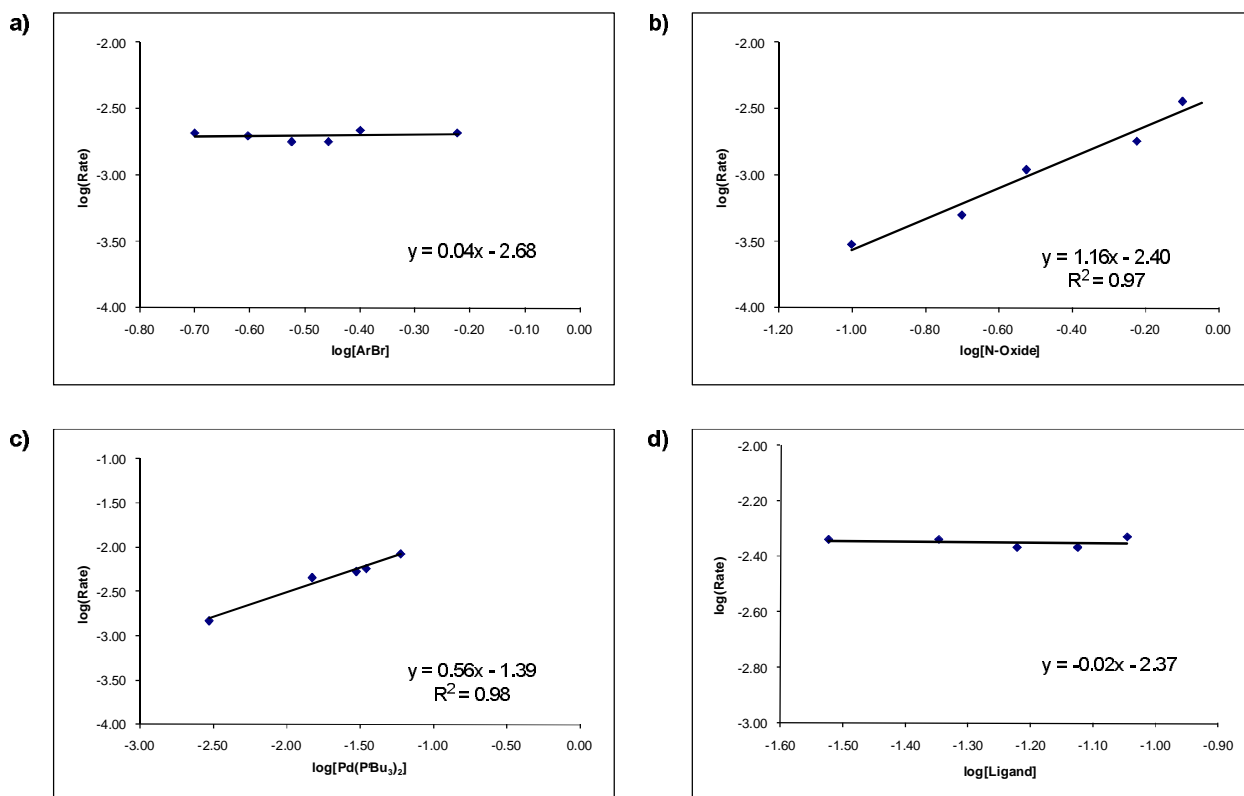 a)
-2.00
-2.50
-3.00
-3.50
-4.00
log(Rate)
y = 0.04x - 2.68
-0.80 -0.70 -0.60 -0.50 -0.40 -0.30 -0.20 -0.10 0.00
log[ArBr]
b)
-2.00
-2.50
-3.00
-3.50
-4.00
log(Rate)
y = 1.16x - 2.40
R² = 0.97
-1.20 -1.00 -0.80 -0.60 -0.40 -0.20 0.00
log[N-Oxide]
c)
-1.00
-1.50
-2.00
-2.50
-3.00
-3.50
-4.00
log(Rate)
y = 0.56x - 1.39
R² = 0.98
-3.00 -2.50 -2.00 -1.50 -1.00 -0.50 0.00
log[Pd(PᵗBu₃)₂]
d)
-2.00
-2.20
-2.40
-2.60
-2.80
-3.00
log(Rate)
y = -0.02x - 2.37
-1.60 -1.50 -1.40 -1.30 -1.20 -1.10 -1.00 -0.90
log[Ligand]